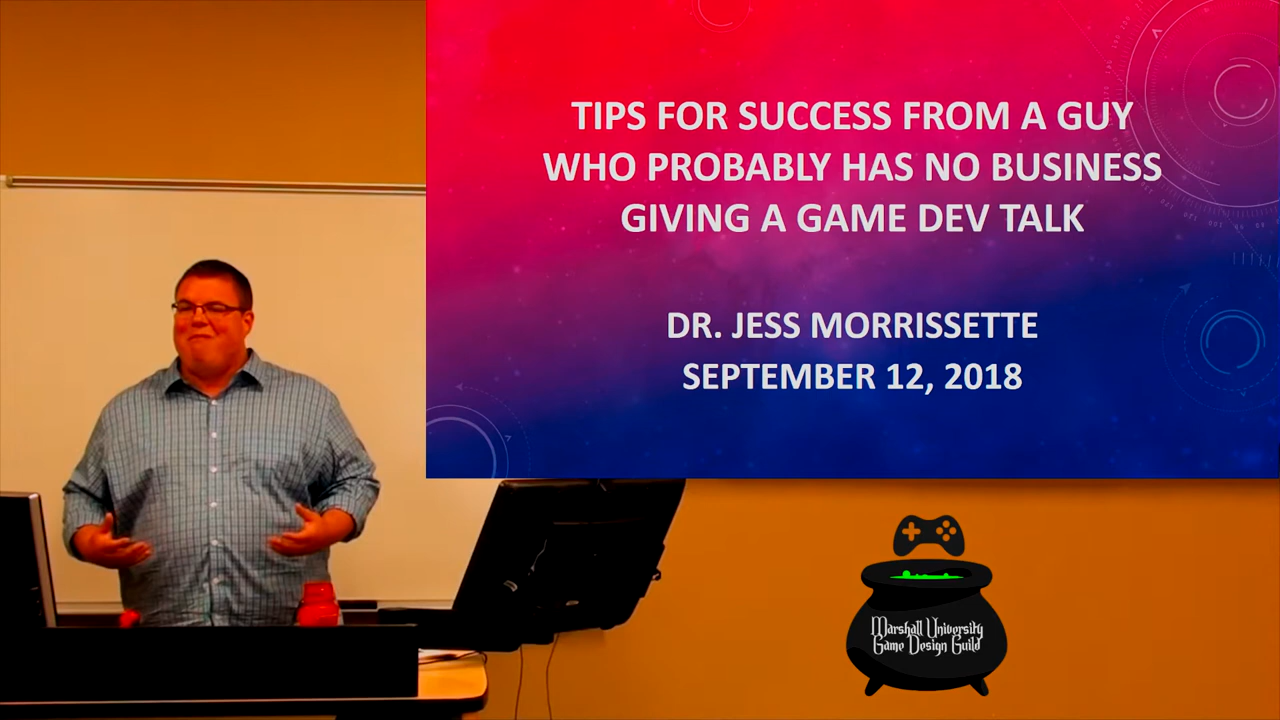 TIPS FOR SUCCESS FROM A GUY
WHO PROBABLY HAS NO BUSINESS
GIVING A GAME DEV TALK
DR. JESS MORRISSETTE
SEPTEMBER 12, 2018
Marshall University
Game Design Guild